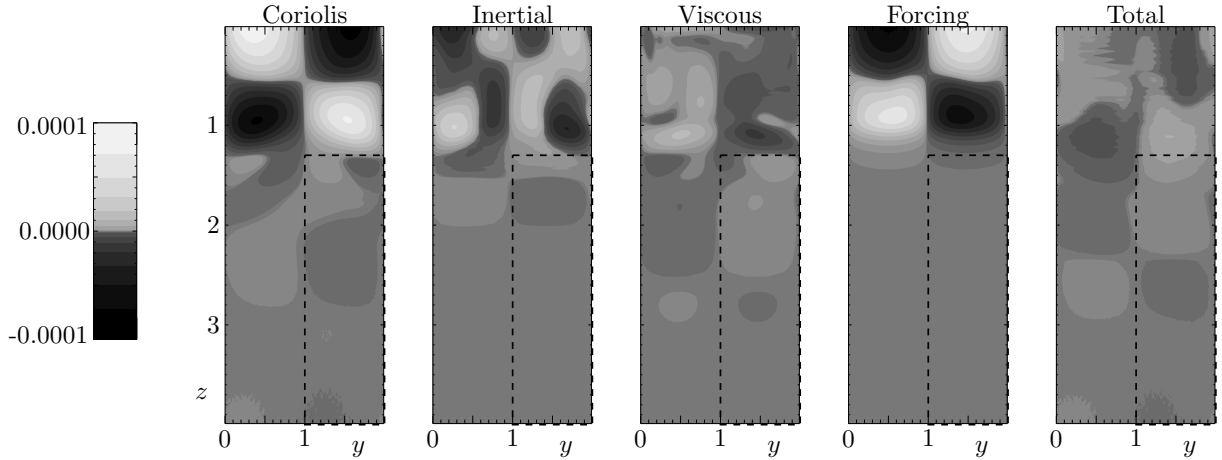 Coriolis Inertial Viscous Forcing Total
0.0001
0.0000
-0.0001
1
2
3
z
0 1 y 0 1 y 0 1 y 0 1 y 0 1 y